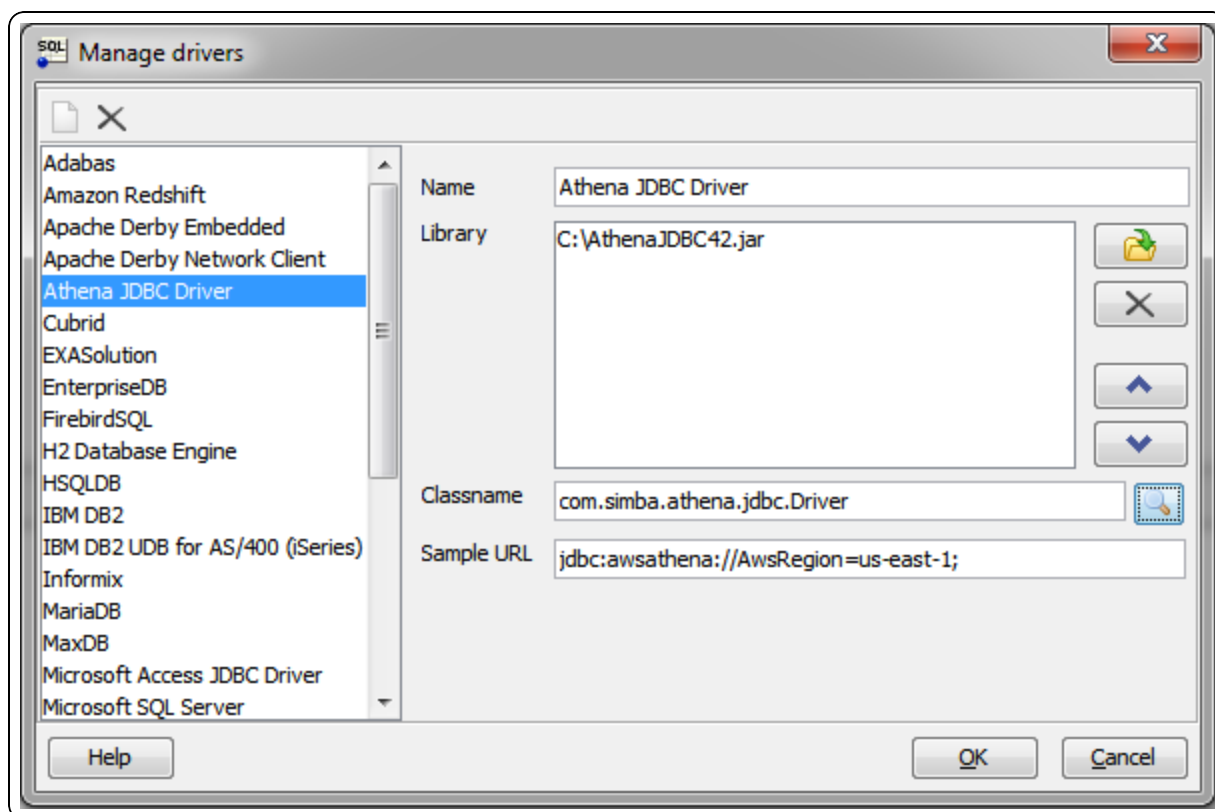 SQL
Manage drivers
Adabas
Amazon Redshift
Apache Derby Embedded
Apache Derby Network Client
Athena JDBC Driver
Cubrid
EXASolution
EnterpriseDB
FirebirdSQL
H2 Database Engine
HSQLDB
IBM DB2
IBM DB2 UDB for AS/400 (iSeries)
Informix
MariaDB
MaxDB
Microsoft Access JDBC Driver
Microsoft SQL Server
Name
Athena JDBC Driver
Library
C:\AthenaJDBC42.jar
Classname
com.simba.athena.jdbc.Driver
Sample URL
jdbc:awsathena://AwsRegion=us-east-1;
Help
OK
Cancel